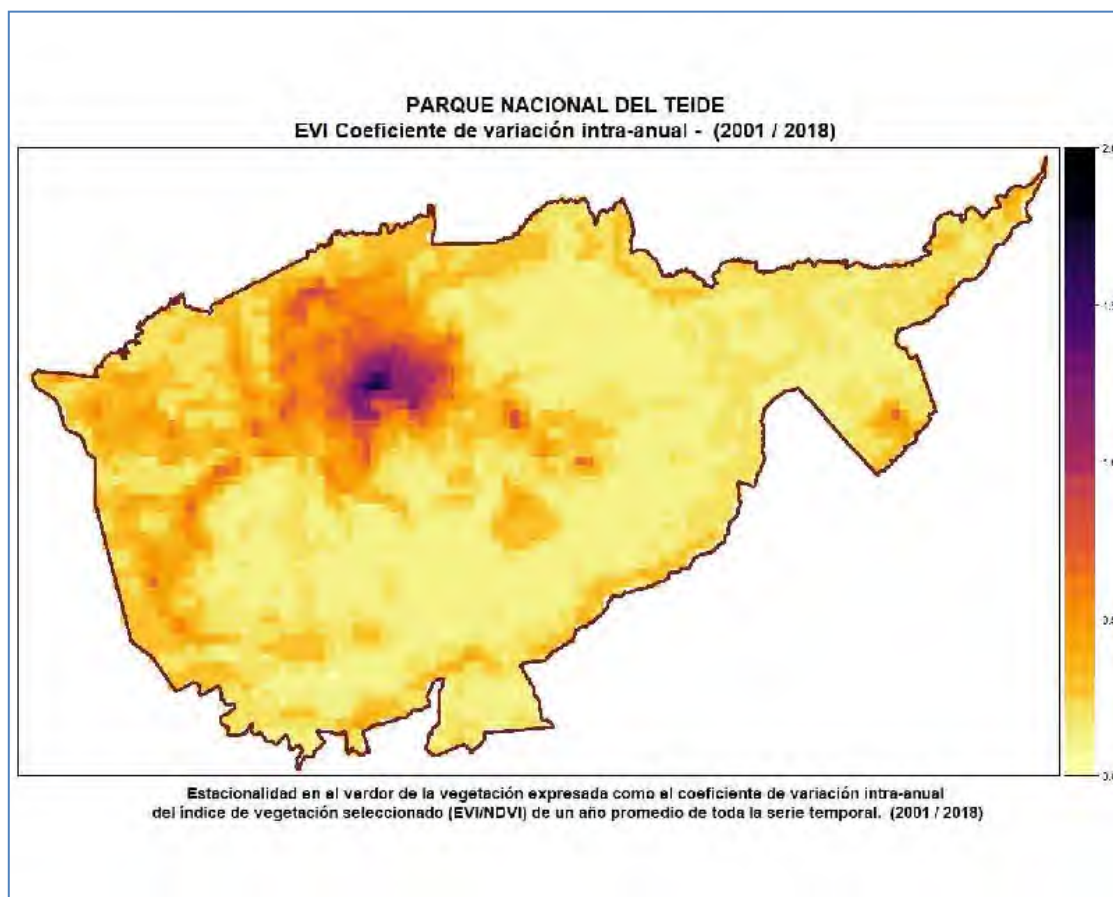 PARQUE NACIONAL DEL TEIDE
EVI Coeficiente de variación intra-anual - (2001 / 2018)
Estacionalidad en el verdor de la vegetación expresada como el coeficiente de variación intra-anual
del índice de vegetación seleccionado (EVI/NDVI) de un año promedio de toda la serie temporal. (2001 / 2018)